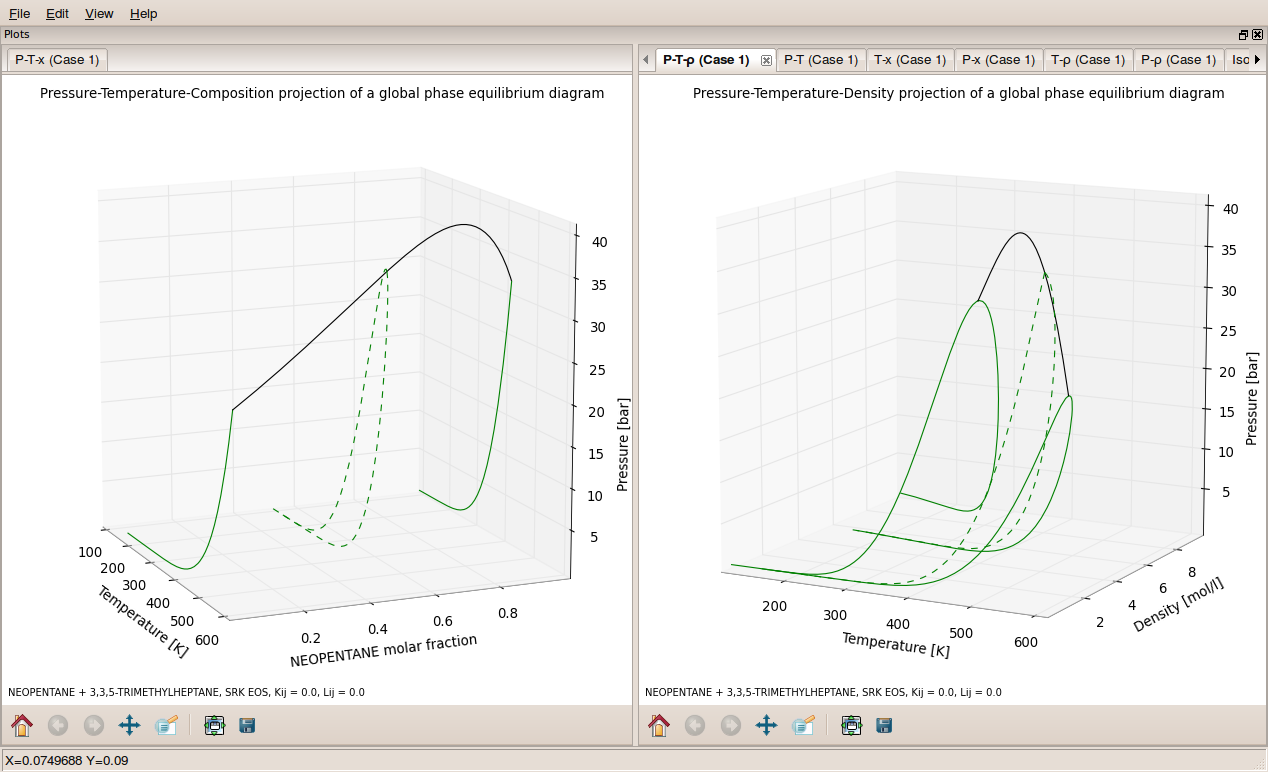 File Edit View Help
Plots
P-T-x (Case 1)
P-T-ρ (Case 1) P-T (Case 1) T-x (Case 1) P-x (Case 1) T-ρ (Case 1) P-ρ (Case 1) Iso
Pressure-Temperature-Composition projection of a global phase equilibrium diagram
40
35
30
25
20
15
10
5
Pressure [bar]
100
200
300
400
500
600
Temperature [K]
0.2
0.4
0.6
0.8
NEOPENTANE molar fraction
NEOPENTANE + 3,3,5-TRIMETHYLHEPTANE, SRK EOS, Kij = 0.0, Lij = 0.0
Pressure-Temperature-Density projection of a global phase equilibrium diagram
40
35
30
25
20
15
10
5
Pressure [bar]
200
300
400
500
600
Temperature [K]
2
4
6
8
Density [mol/l]
NEOPENTANE + 3,3,5-TRIMETHYLHEPTANE, SRK EOS, Kij = 0.0, Lij = 0.0
X=0.0749688 Y=0.09